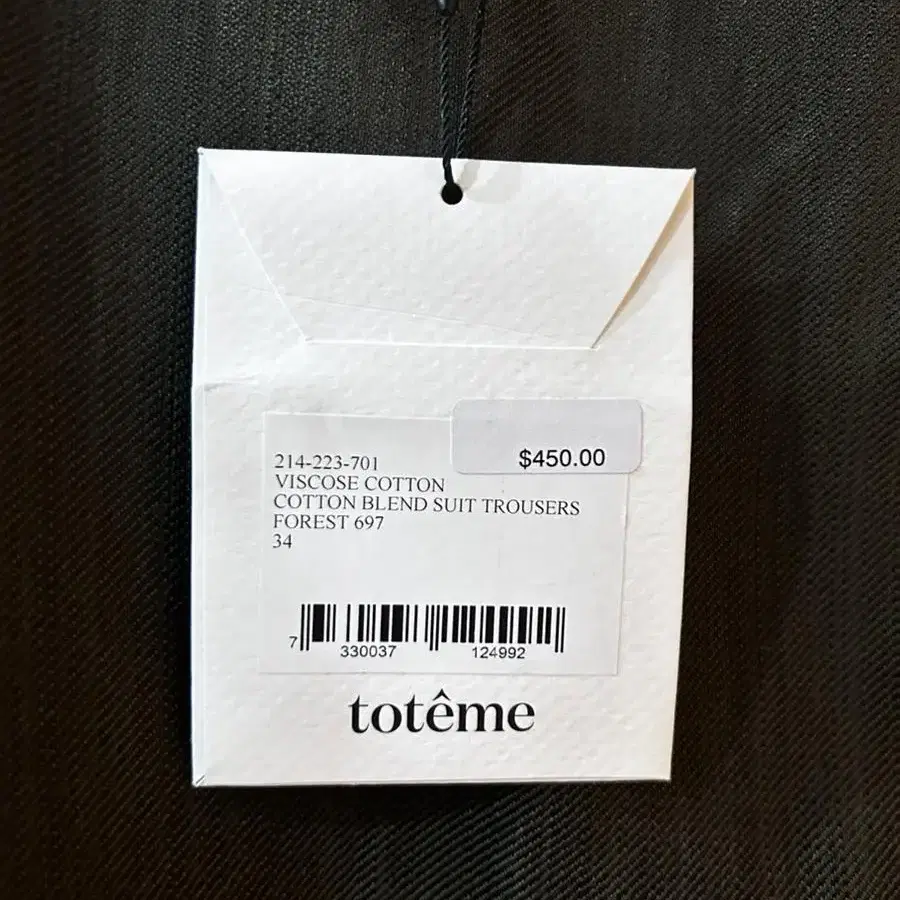 $450.00
214-223-701
VISCOSE COTTON
COTTON BLEND SUIT TROUSERS
FOREST 697
34
7 330037 124992
totême